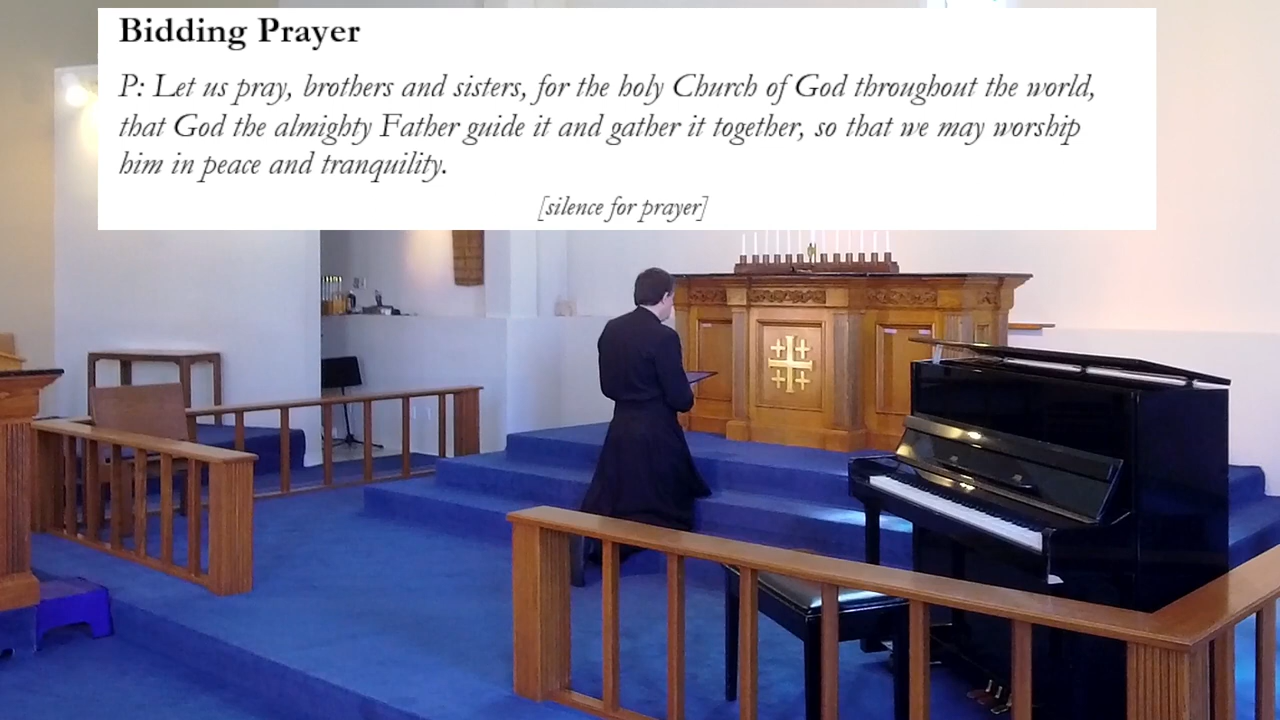 Bidding Prayer
P: Let us pray, brothers and sisters, for the holy Church of God throughout the world,
that God the almighty Father guide it and gather it together, so that we may worship
him in peace and tranquility.
[silence for prayer]